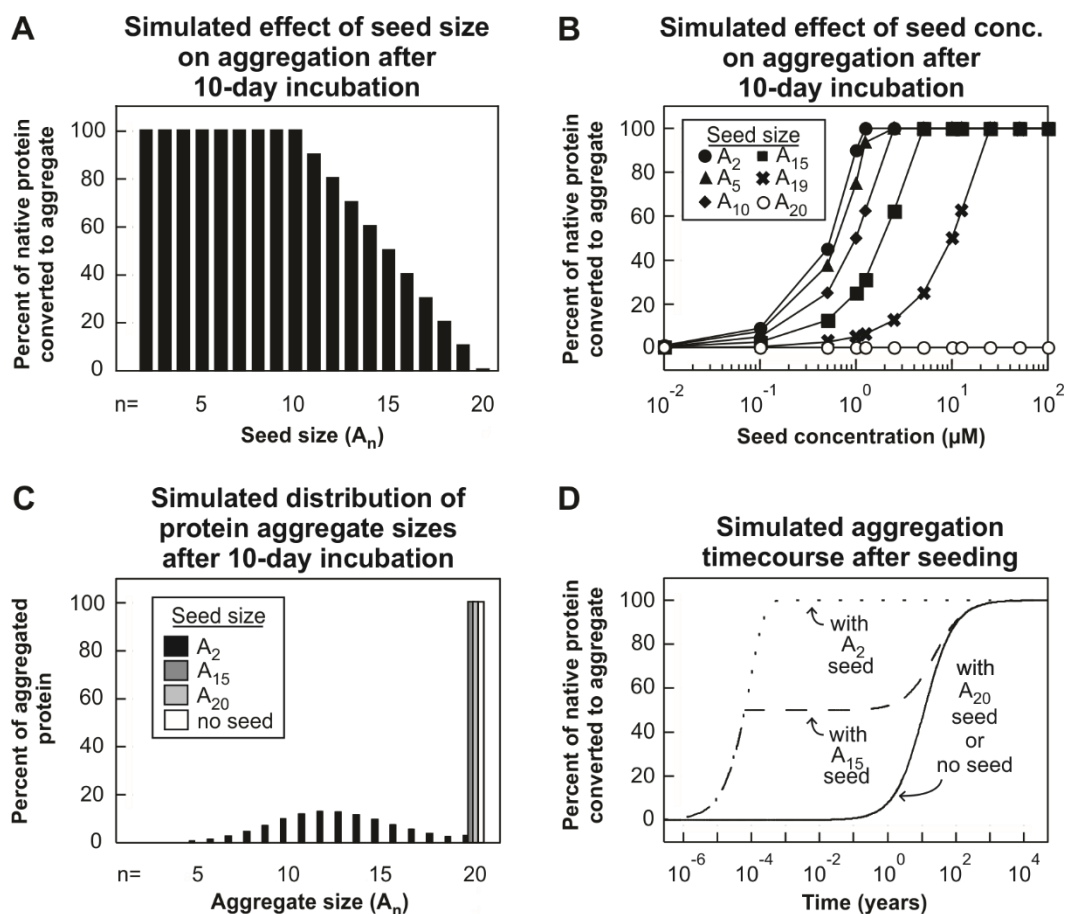 A
Simulated effect of seed size
on aggregation after
10-day incubation
Percent of native protein
converted to aggregate
100
80
60
40
20
0
n=
5
10
15
20
Seed size (Aₙ)
B
Simulated effect of seed conc.
on aggregation after
10-day incubation
Percent of native protein
converted to aggregate
100
80
60
40
20
0
Seed size
A₂ A₁₅
A₅ A₁₉
A₁₀ A₂₀
10⁻² 10⁻¹ 10⁰ 10¹ 10²
Seed concentration (µM)
C
Simulated distribution of
protein aggregate sizes
after 10-day incubation
Percent of aggregated
protein
100
80
60
40
20
0
Seed size
A₂
A₁₅
A₂₀
no seed
n=
5
10
15
20
Aggregate size (Aₙ)
D
Simulated aggregation
timecourse after seeding
Percent of native protein
converted to aggregate
100
80
60
40
20
0
with
A₂
seed
with
A₁₅
seed
with
A₂₀
seed
or
no seed
10⁻⁶ 10⁻⁴ 10⁻² 10⁰ 10² 10⁴
Time (years)